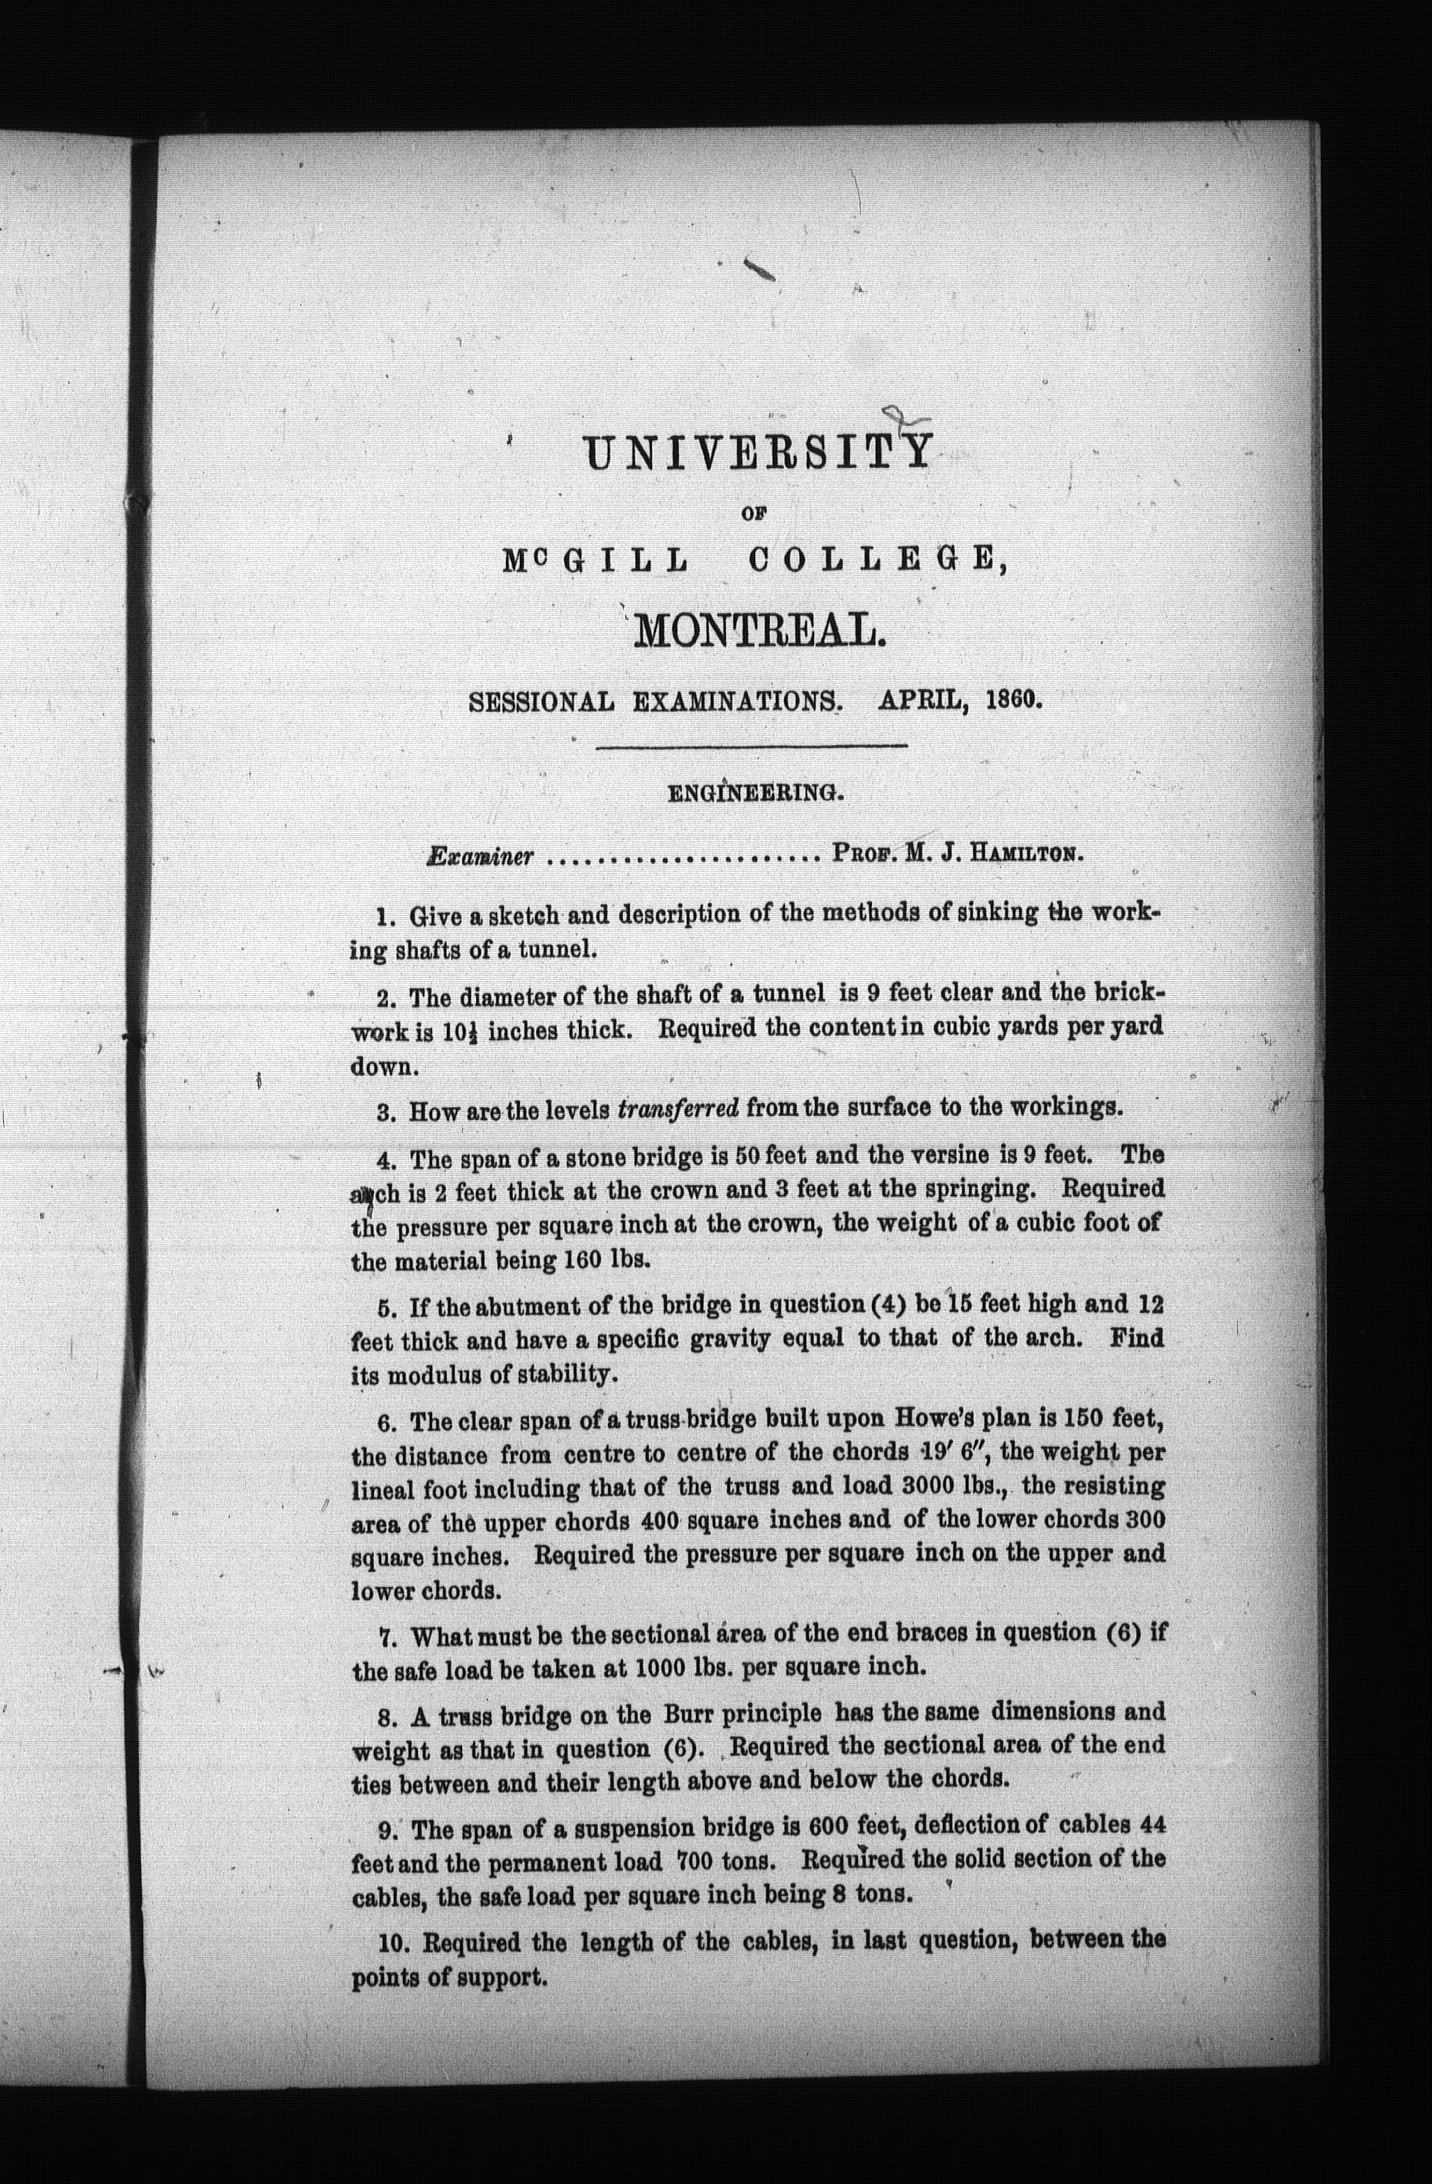 UNIVERSITY
OF
McGILL COLLEGE,
MONTREAL.
SESSIONAL EXAMINATIONS. APRIL, 1860.
ENGINEERING.
Examiner ...................... PROF. M. J. HAMILTON.
1. Give a sketch and description of the methods of sinking the work-
ing shafts of a tunnel.
2. The diameter of the shaft of a tunnel is 9 feet clear and the brick-
work is 10½ inches thick. Required the content in cubic yards per yard
down.
3. How are the levels transferred from the surface to the workings.
4. The span of a stone bridge is 50 feet and the versine is 9 feet. The
arch is 2 feet thick at the crown and 3 feet at the springing. Required
the pressure per square inch at the crown, the weight of a cubic foot of
the material being 160 lbs.
5. If the abutment of the bridge in question (4) be 15 feet high and 12
feet thick and have a specific gravity equal to that of the arch. Find
its modulus of stability.
6. The clear span of a truss bridge built upon Howe's plan is 150 feet,
the distance from centre to centre of the chords 19′ 6″, the weight per
lineal foot including that of the truss and load 3000 lbs., the resisting
area of the upper chords 400 square inches and of the lower chords 300
square inches. Required the pressure per square inch on the upper and
lower chords.
7. What must be the sectional area of the end braces in question (6) if
the safe load be taken at 1000 lbs. per square inch.
8. A truss bridge on the Burr principle has the same dimensions and
weight as that in question (6). Required the sectional area of the end
ties between and their length above and below the chords.
9. The span of a suspension bridge is 600 feet, deflection of cables 44
feet and the permanent load 700 tons. Required the solid section of the
cables, the safe load per square inch being 8 tons.
10. Required the length of the cables, in last question, between the
points of support.